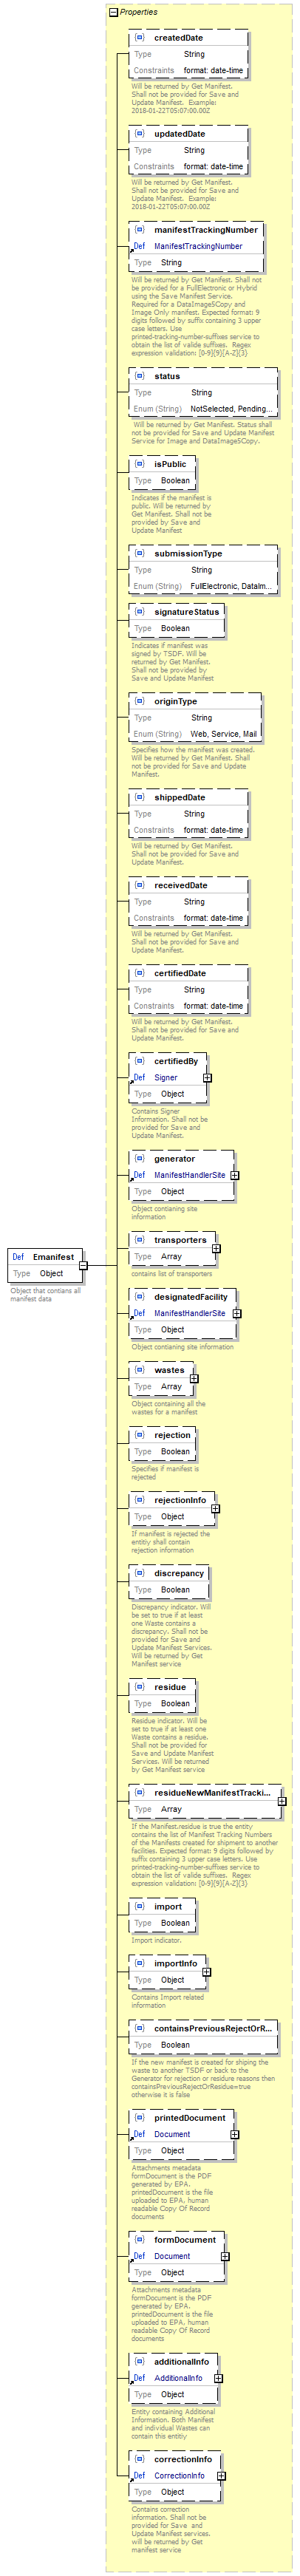 Properties
createdDate
Type String
Constraints format: date-time
Will be returned by Get Manifest.
Shall not be provided for Save and
Update Manifest. Example:
2018-01-22T05:07:00.00Z
updatedDate
Type String
Constraints format: date-time
Will be returned by Get Manifest.
Shall not be provided for Save and
Update Manifest. Example:
2018-01-22T05:07:00.00Z
manifestTrackingNumber
Def ManifestTrackingNumber
Type String
Will be returned by Get Manifest. Shall not
be provided for a FullElectronic or Hybrid
using the Save Manifest Service.
Required for a DataImage5Copy and
Image Only manifest. Expected format: 9
digits followed by suffix containing 3 upper
case letters. Use
printed-tracking-number-suffixes service to
obtain the list of valide suffixes. Regex
expression validation: [0-9]{9}[A-Z]{3}
status
Type String
Enum (String) NotSelected, Pending...
Will be returned by Get Manifest. Status shall
not be provided for Save and Update Manifest
Service for Image and DataImage5Copy.
isPublic
Type Boolean
Indicates if the manifest is
public. Will be returned by
Get Manifest. Shall not be
provided by Save and
Update Manifest
submissionType
Type String
Enum (String) FullElectronic, DataIm...
signatureStatus
Type Boolean
Indicates if manifest was
signed by TSDF. Will be
returned by Get Manifest.
Shall not be provided by
Save and Update Manifest
originType
Type String
Enum (String) Web, Service, Mail
Specifies how the manifest was created.
Will be returned by Get Manifest. Shall
not be provided for Save and Update
Manifest.
shippedDate
Type String
Constraints format: date-time
Will be returned by Get Manifest.
Shall not be provided for Save and
Update Manifest.
receivedDate
Type String
Constraints format: date-time
Will be returned by Get Manifest.
Shall not be provided for Save and
Update Manifest.
certifiedDate
Type String
Constraints format: date-time
Will be returned by Get Manifest.
Shall not be provided for Save and
Update Manifest.
certifiedBy
Def Signer
Type Object
Contains Signer
Information. Shall not be
provided for Save and
Update Manifest.
generator
Def ManifestHandlerSite
Type Object
Object contianing site
information
transporters
Type Array
contains list of transporters
Def Emanifest
Type Object
Object that contians all
manifest data
designatedFacility
Def ManifestHandlerSite
Type Object
Object contianing site information
wastes
Type Array
Object containing all the
wastes for a manifest
rejection
Type Boolean
Specifies if manifest is
rejected
rejectionInfo
Type Object
If manifest is rejected the
entitiy shall contain
rejection information
discrepancy
Type Boolean
Discrepancy indicator. Will
be set to true if at least
one Waste contains a
discrepancy. Shall not be
provided for Save and
Update Manifest Services.
Will be returned by Get
Manifest service
residue
Type Boolean
Residue indicator. Will be
set to true if at least one
Waste contains a residue.
Shall not be provided for
Save and Update Manifest
Services. Will be returned
by Get Manifest service
residueNewManifestTracki...
Type Array
If the Manifest.residue is true the entity
contains the list of Manifest Tracking Numbers
of the Manifests created for shipment to another
facilities. Expected format: 9 digits followed by
suffix containing 3 upper case letters. Use
printed-tracking-number-suffixes service to
obtain the list of valide suffixes. Regex
expression validation: [0-9]{9}[A-Z]{3}
import
Type Boolean
Import indicator.
importInfo
Type Object
Contains Import related
information
containsPreviousRejectOrR...
Type Boolean
If the new manifest is created for shiping the
waste to another TSDF or back to the
Generator for rejection or residue reasons then
containsPreviousRejectOrResidue=true
otherwise it is false
printedDocument
Def Document
Type Object
Attachments metadata
formDocument is the PDF
generated by EPA.
printedDocument is the file
uploaded to EPA. human
readable Copy Of Record
documents
formDocument
Def Document
Type Object
Attachments metadata
formDocument is the PDF
generated by EPA.
printedDocument is the file
uploaded to EPA. human
readable Copy Of Record
documents
additionalInfo
Def AdditionalInfo
Type Object
Entity containing Additional
Information. Both Manifest
and individual Wastes can
contain this entitiy
correctionInfo
Def CorrectionInfo
Type Object
Contains correction
information. Shall not be
provided for Save and
Update Manifest services.
will be returned by Get
manifest service